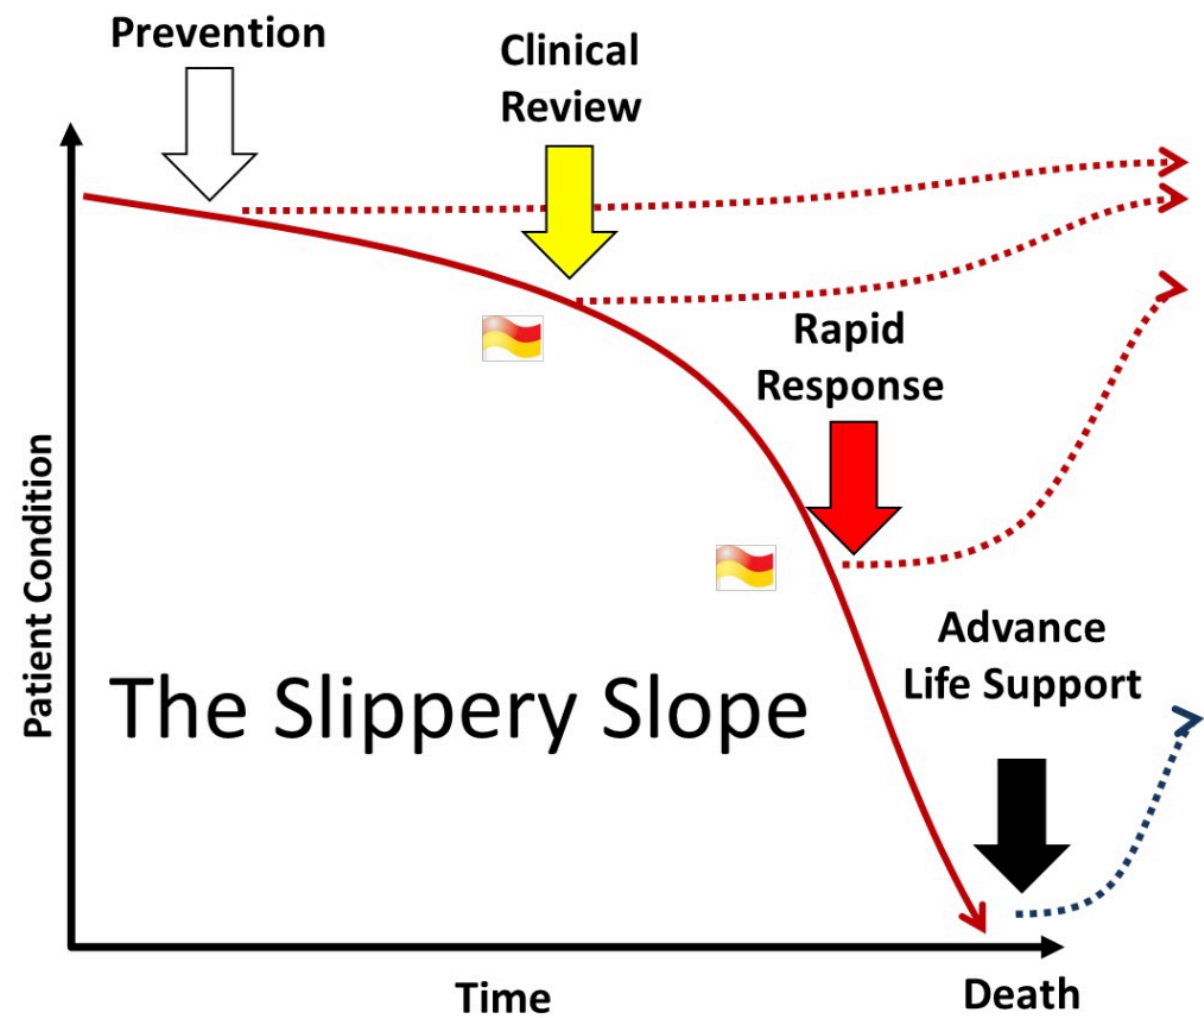 Prevention
Clinical
Review
Rapid
Response
Advance
Life Support
Patient Condition
The Slippery Slope
Time
Death